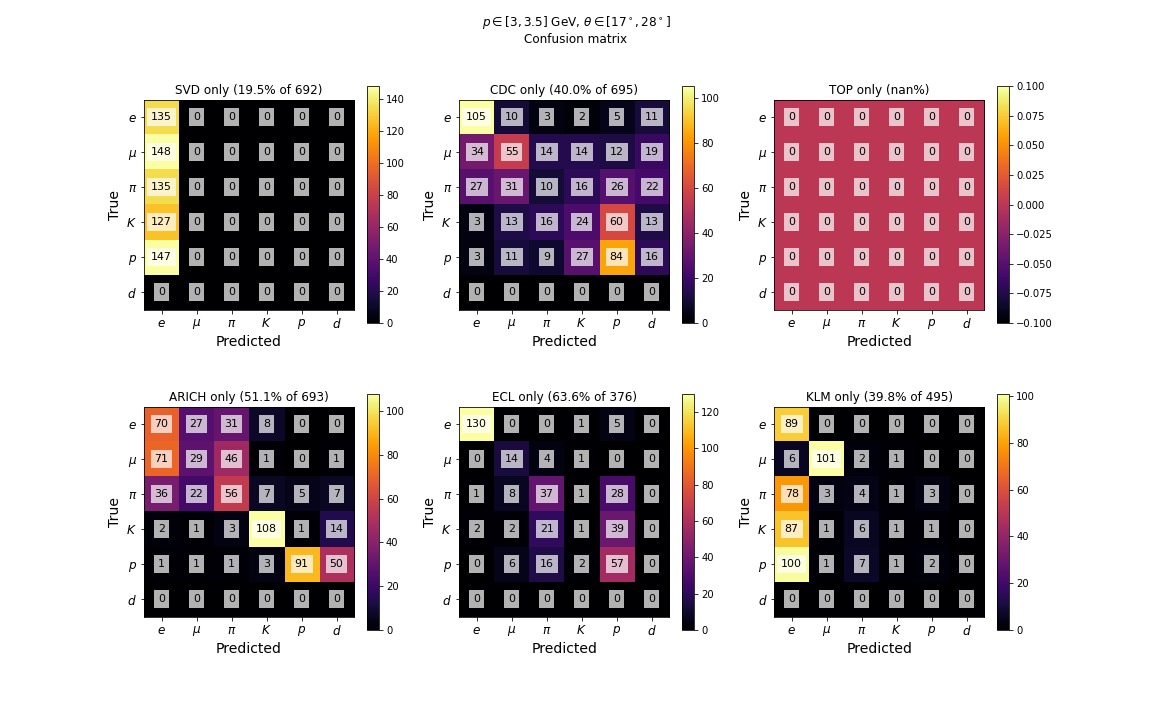 p ∈ [3, 3.5] GeV, θ ∈ [17°, 28°]
Confusion matrix
SVD only (19.5% of 692)
e 135 0 0 0 0 0
μ 148 0 0 0 0 0
π 135 0 0 0 0 0
K 127 0 0 0 0 0
p 147 0 0 0 0 0
d 0 0 0 0 0 0
e μ π K p d
True
Predicted
140
120
100
80
60
40
20
0
CDC only (40.0% of 695)
e 105 10 3 2 5 11
μ 34 55 14 14 12 19
π 27 31 10 16 26 22
K 3 13 16 24 60 13
p 3 11 9 27 84 16
d 0 0 0 0 0 0
e μ π K p d
True
Predicted
100
80
60
40
20
0
TOP only (nan%)
e 0 0 0 0 0 0
μ 0 0 0 0 0 0
π 0 0 0 0 0 0
K 0 0 0 0 0 0
p 0 0 0 0 0 0
d 0 0 0 0 0 0
e μ π K p d
True
Predicted
0.100
0.075
0.050
0.025
0.000
−0.025
−0.050
−0.075
−0.100
ARICH only (51.1% of 693)
e 70 27 31 8 0 0
μ 71 29 46 1 0 1
π 36 22 56 7 5 7
K 2 1 3 108 1 14
p 1 1 1 3 91 50
d 0 0 0 0 0 0
e μ π K p d
True
Predicted
100
80
60
40
20
0
ECL only (63.6% of 376)
e 130 0 0 1 5 0
μ 0 14 4 1 0 0
π 1 8 37 1 28 0
K 2 2 21 2 39 0
p 0 6 16 2 57 0
d 0 0 0 0 0 0
e μ π K p d
True
Predicted
120
100
80
60
40
20
0
KLM only (39.8% of 495)
e 89 0 0 0 0 0
μ 6 101 2 1 0 0
π 78 3 4 1 3 0
K 87 1 6 1 1 0
p 100 1 7 1 2 0
d 0 0 0 0 0 0
e μ π K p d
True
Predicted
100
80
60
40
20
0